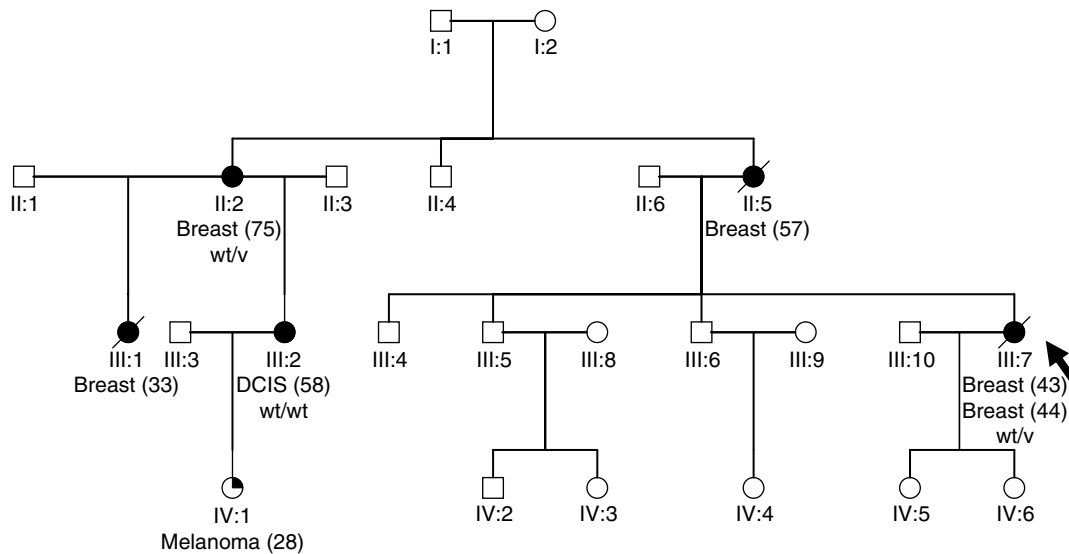 I:1
I:2
II:1
II:2
Breast (75)
wt/v
II:3
II:4
II:6
II:5
Breast (57)
III:1
Breast (33)
III:3
III:2
DCIS (58)
wt/wt
III:4
III:5
III:8
III:6
III:9
III:10
III:7
Breast (43)
Breast (44)
wt/v
IV:1
Melanoma (28)
IV:2
IV:3
IV:4
IV:5
IV:6